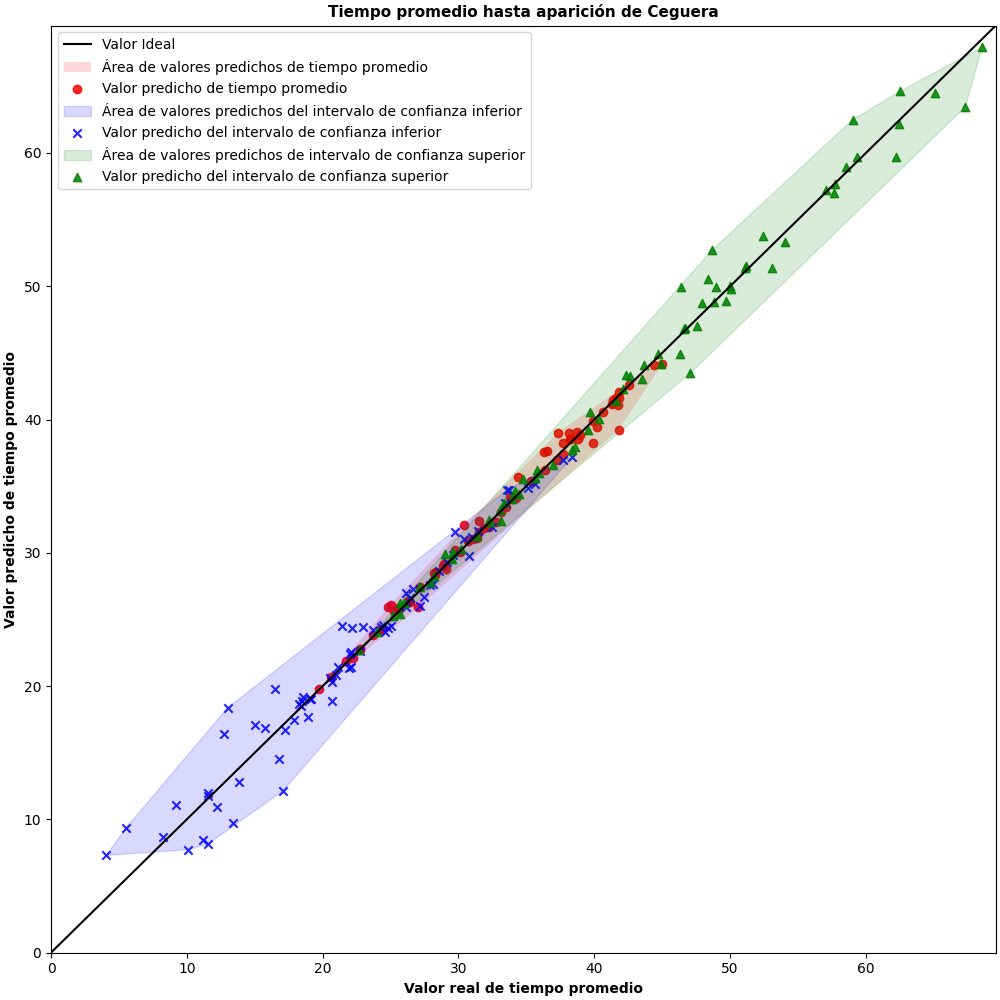 Tiempo promedio hasta aparición de Ceguera
Valor Ideal
Área de valores predichos de tiempo promedio
Valor predicho de tiempo promedio
Área de valores predichos del intervalo de confianza inferior
Valor predicho del intervalo de confianza inferior
Área de valores predichos de intervalo de confianza superior
Valor predicho del intervalo de confianza superior
Valor predicho de tiempo promedio
60
50
40
30
20
10
0
0 10 20 30 40 50 60
Valor real de tiempo promedio